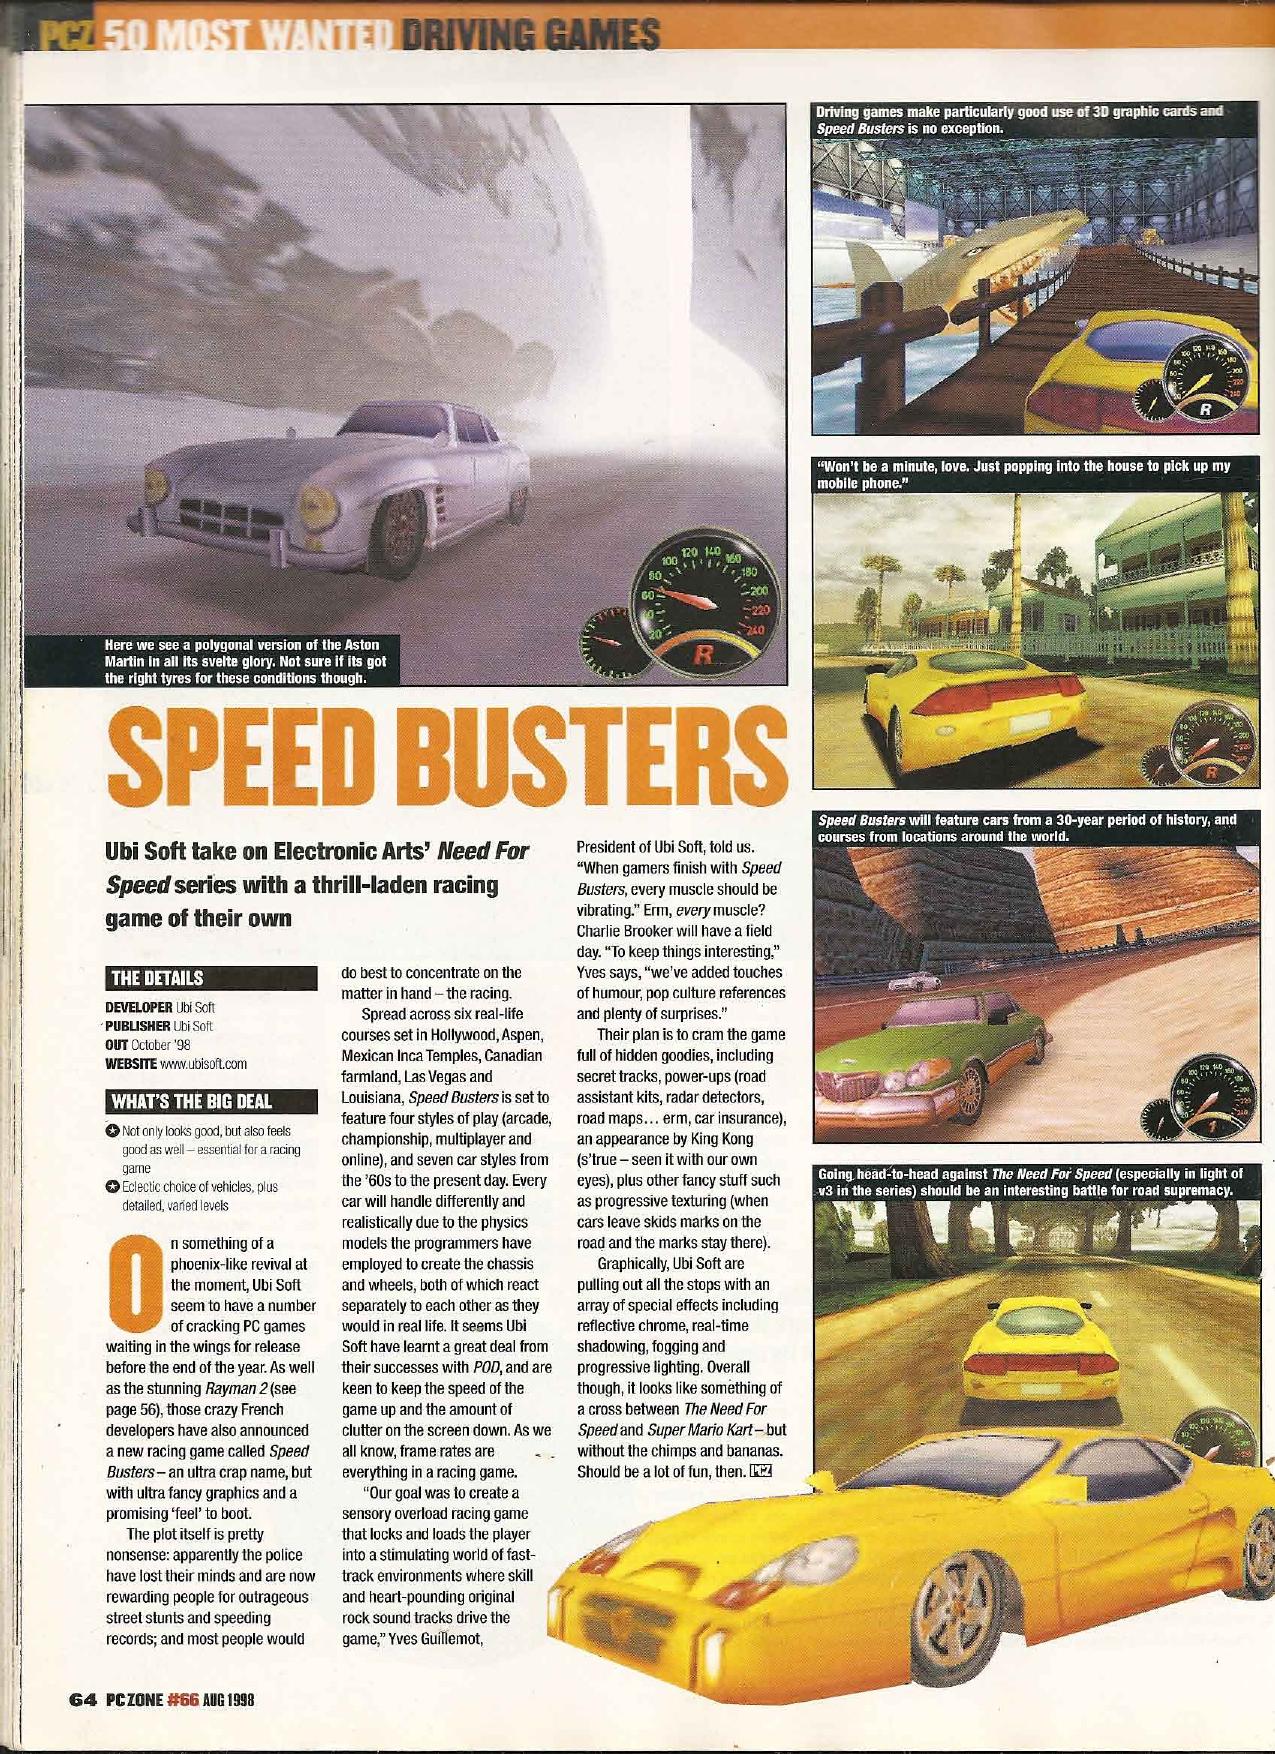 PCZ 50 MOST WANTED DRIVING GAMES
Here we see a polygonal version of the Aston
Martin in all its svelte glory. Not sure if its got
the right tyres for these conditions though.
Driving games make particularly good use of 3D graphic cards and
Speed Busters is no exception.
"Won't be a minute, love. Just popping into the house to pick up my
mobile phone."
Speed Busters will feature cars from a 30-year period of history, and
courses from locations around the world.
Going head-to-head against The Need For Speed (especially in light of
v3 in the series) should be an interesting battle for road supremacy.
SPEED BUSTERS
Ubi Soft take on Electronic Arts' Need For
Speed series with a thrill-laden racing
game of their own
THE DETAILS
DEVELOPER Ubi Soft
PUBLISHER Ubi Soft
OUT October '98
WEBSITE www.ubisoft.com
WHAT'S THE BIG DEAL
Not only looks good, but also feels
good as well – essential for a racing
game
Eclectic choice of vehicles, plus
detailed, varied levels
On something of a
phoenix-like revival at
the moment, Ubi Soft
seem to have a number
of cracking PC games
waiting in the wings for release
before the end of the year. As well
as the stunning Rayman 2 (see
page 56), those crazy French
developers have also announced
a new racing game called Speed
Busters – an ultra crap name, but
with ultra fancy graphics and a
promising 'feel' to boot.
The plot itself is pretty
nonsense: apparently the police
have lost their minds and are now
rewarding people for outrageous
street stunts and speeding
records; and most people would
do best to concentrate on the
matter in hand – the racing.
Spread across six real-life
courses set in Hollywood, Aspen,
Mexican Inca Temples, Canadian
farmland, Las Vegas and
Louisiana, Speed Busters is set to
feature four styles of play (arcade,
championship, multiplayer and
online), and seven car styles from
the '60s to the present day. Every
car will handle differently and
realistically due to the physics
models the programmers have
employed to create the chassis
and wheels, both of which react
separately to each other as they
would in real life. It seems Ubi
Soft have learnt a great deal from
their successes with POD, and are
keen to keep the speed of the
game up and the amount of
clutter on the screen down. As we
all know, frame rates are
everything in a racing game.
"Our goal was to create a
sensory overload racing game
that locks and loads the player
into a stimulating world of fast-
track environments where skill
and heart-pounding original
rock sound tracks drive the
game," Yves Guillemot,
President of Ubi Soft, told us.
"When gamers finish with Speed
Busters, every muscle should be
vibrating." Erm, every muscle?
Charlie Brooker will have a field
day. "To keep things interesting,"
Yves says, "we've added touches
of humour, pop culture references
and plenty of surprises."
Their plan is to cram the game
full of hidden goodies, including
secret tracks, power-ups (road
assistant kits, radar detectors,
road maps... erm, car insurance),
an appearance by King Kong
(s'true – seen it with our own
eyes), plus other fancy stuff such
as progressive texturing (when
cars leave skids marks on the
road and the marks stay there).
Graphically, Ubi Soft are
pulling out all the stops with an
array of special effects including
reflective chrome, real-time
shadowing, fogging and
progressive lighting. Overall
though, it looks like something of
a cross between The Need For
Speed and Super Mario Kart – but
without the chimps and bananas.
Should be a lot of fun, then. PCZ
64 PC ZONE #66 AUG 1998